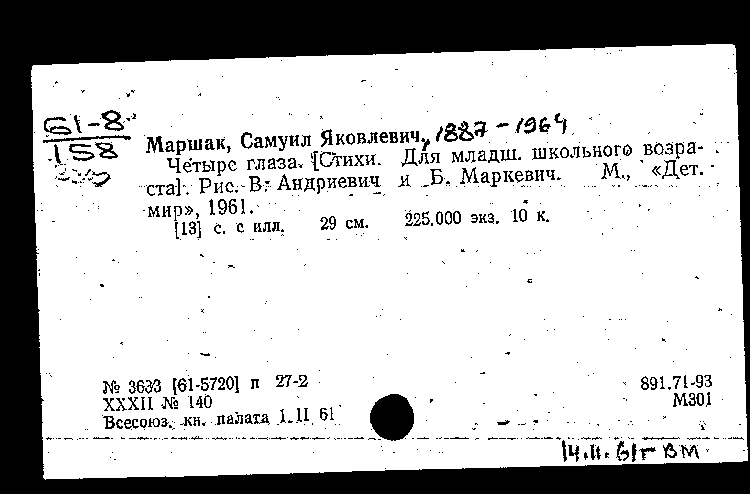 61-8
158
Маршак, Самуил Яковлевич, 1887 - 1964
Четыре глаза. [Стихи. Для младш. школьного возра-
ста]. Рис. В. Андриевич и Б. Маркевич. М., «Дет.
мир», 1961.
[13] с. с илл. 29 см. 225.000 экз. 10 к.
№ 3633 [61-5720] п 27-2
XXXII № 140
Всесоюз. кн. палата 1.II 61
891.71-93
М301
14.II.61г ВМ